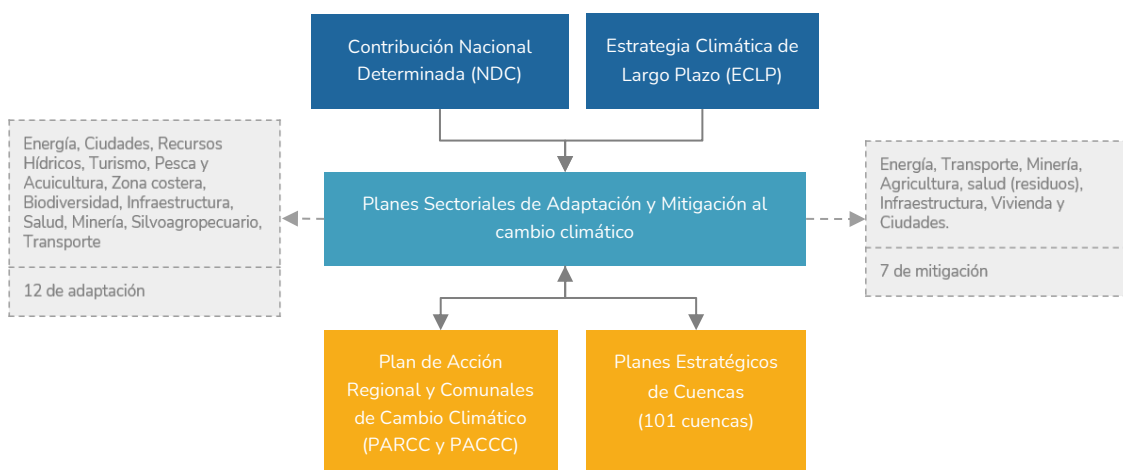 Contribución Nacional
Determinada (NDC)
Estrategia Climática de
Largo Plazo (ECLP)
Energía, Ciudades, Recursos
Hídricos, Turismo, Pesca y
Acuicultura, Zona costera,
Biodiversidad, Infraestructura,
Salud, Minería, Silvoagropecuario,
Transporte
12 de adaptación
Planes Sectoriales de Adaptación y Mitigación al
cambio climático
Energía, Transporte, Minería,
Agricultura, salud (residuos),
Infraestructura, Vivienda y
Ciudades.
7 de mitigación
Plan de Acción
Regional y Comunales
de Cambio Climático
(PARCC y PACCC)
Planes Estratégicos
de Cuencas
(101 cuencas)